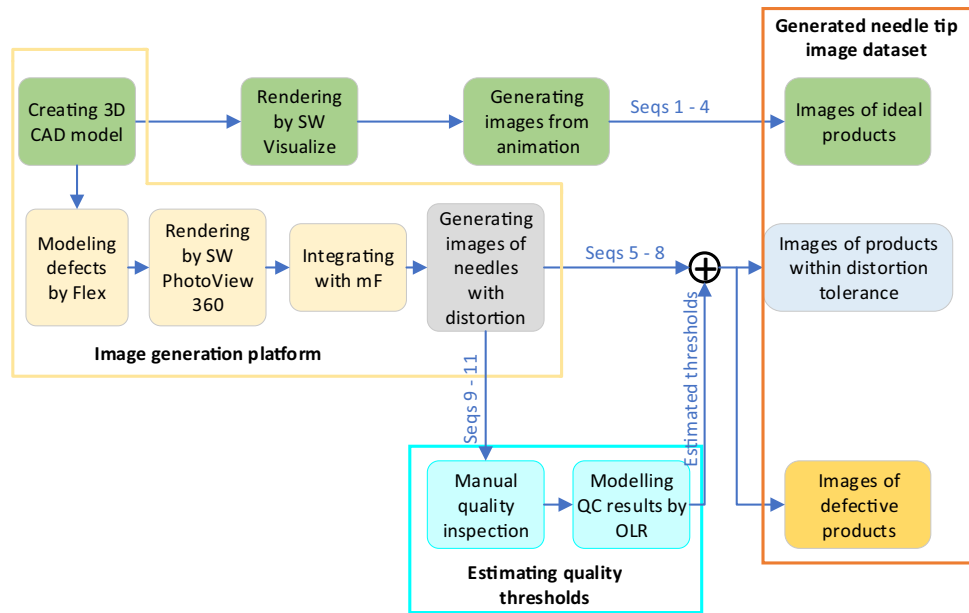 Generated needle tip
image dataset
Creating 3D
CAD model
Rendering
by SW
Visualize
Generating
images from
animation
Seqs 1 - 4
Images of ideal
products
Modeling
defects
by Flex
Rendering
by SW
PhotoView
360
Integrating
with mF
Generating
images of
needles
with
distortion
Seqs 5 - 8
Images of products
within distortion
tolerance
Image generation platform
Seqs 9 - 11
Estimated thresholds
Manual
quality
inspection
Modelling
QC results by
OLR
Images of
defective
products
Estimating quality
thresholds